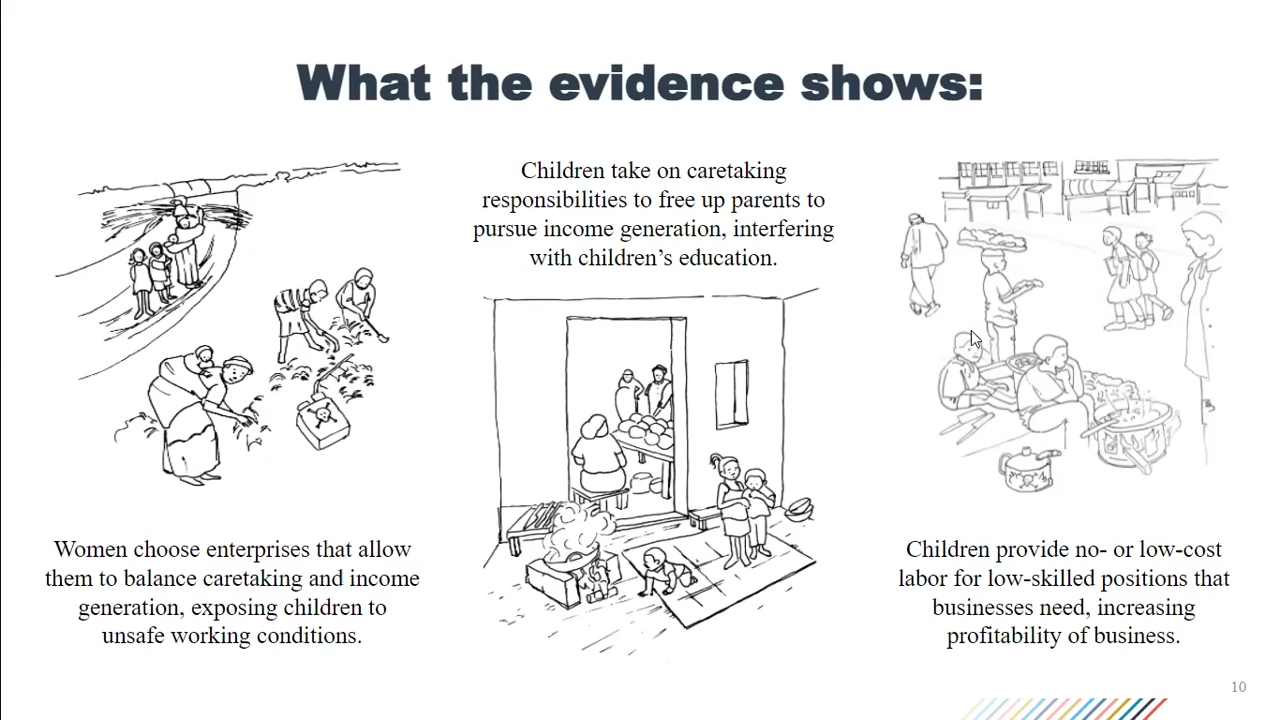 What the evidence shows:
Children take on caretaking
responsibilities to free up parents to
pursue income generation, interfering
with children’s education.
Women choose enterprises that allow
them to balance caretaking and income
generation, exposing children to
unsafe working conditions.
Children provide no- or low-cost
labor for low-skilled positions that
businesses need, increasing
profitability of business.
10